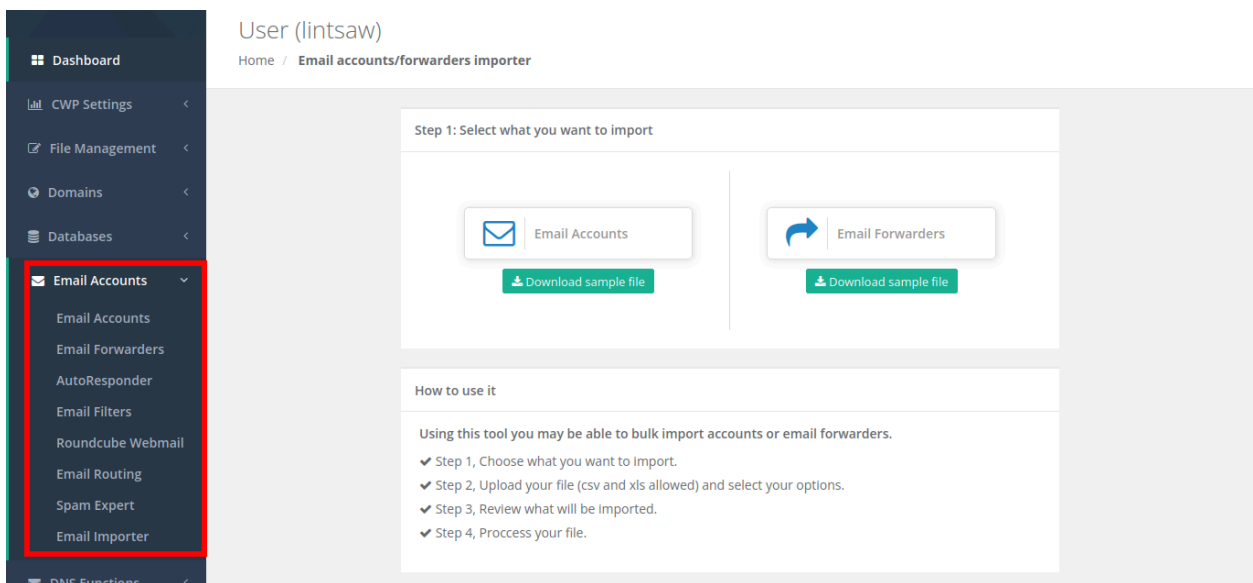 User (lintsaw)
Home / Email accounts/forwarders importer
Dashboard
CWP Settings
File Management
Domains
Databases
Email Accounts
Email Accounts
Email Forwarders
AutoResponder
Email Filters
Roundcube Webmail
Email Routing
Spam Expert
Email Importer
DNS Functions
Step 1: Select what you want to import
Email Accounts
Download sample file
Email Forwarders
Download sample file
How to use it
Using this tool you may be able to bulk import accounts or email forwarders.
Step 1, Choose what you want to import.
Step 2, Upload your file (csv and xls allowed) and select your options.
Step 3, Review what will be imported.
Step 4, Proccess your file.